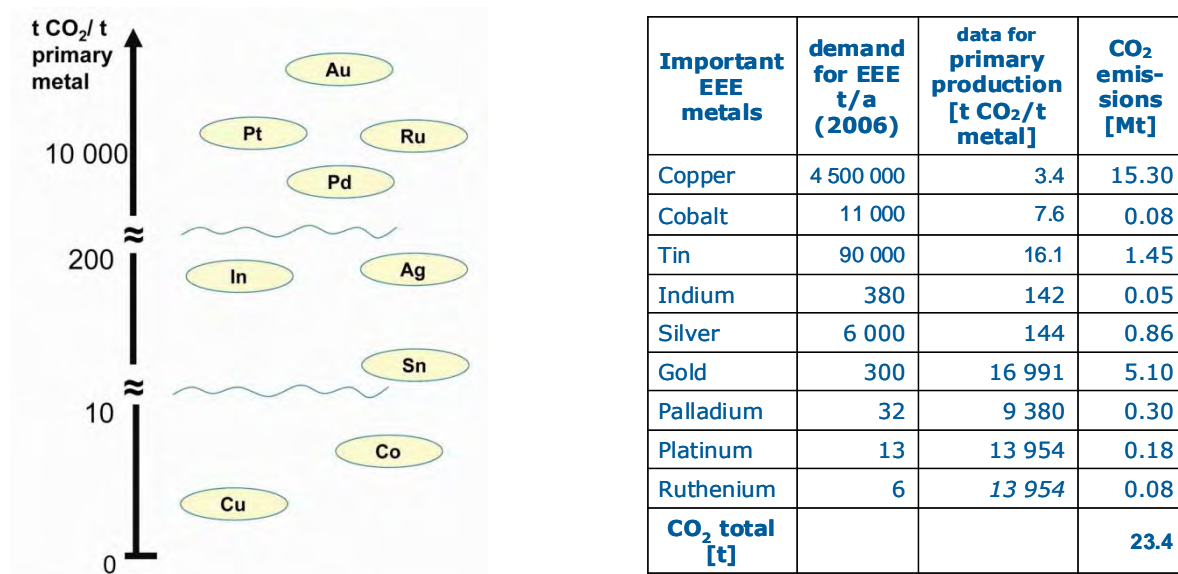 t CO₂/ t
primary
metal
Au
Pt
Ru
10 000
Pd
≈
200
In
Ag
Sn
≈
10
Co
Cu
0
Important
EEE
metals
demand
for EEE
t/a
(2006)
data for
primary
production
[t CO₂/t
metal]
CO₂
emis-
sions
[Mt]
Copper 4 500 000 3.4 15.30
Cobalt 11 000 7.6 0.08
Tin 90 000 16.1 1.45
Indium 380 142 0.05
Silver 6 000 144 0.86
Gold 300 16 991 5.10
Palladium 32 9 380 0.30
Platinum 13 13 954 0.18
Ruthenium 6 13 954 0.08
CO₂ total
[t]
23.4